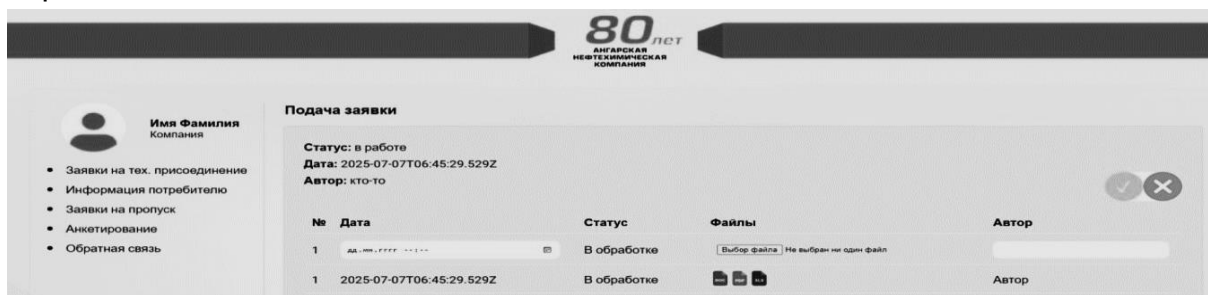 80 лет
АНГАРСКАЯ
НЕФТЕХИМИЧЕСКАЯ
КОМПАНИЯ
Имя Фамилия
Компания
• Заявки на тех. присоединение
• Информация потребителю
• Заявки на пропуск
• Анкетирование
• Обратная связь
Подача заявки
Статус: в работе
Дата: 2025-07-07T06:45:29.529Z
Автор: кто-то
№ Дата Статус Файлы Автор
1 дд.мм.гггг --:-- В обработке Выбор файла Не выбран ни один файл
1 2025-07-07T06:45:29.529Z В обработке Автор